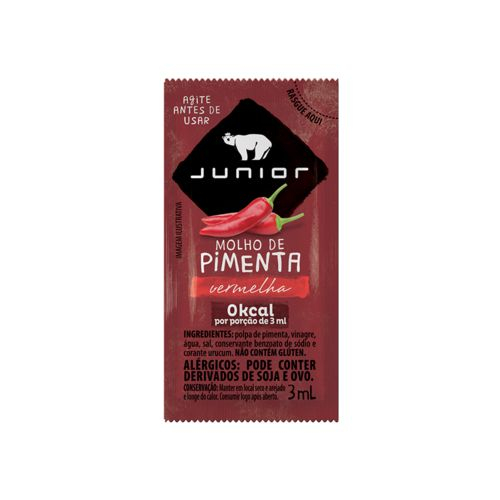 AGITE
ANTES DE
USAR
RASGUE AQUI
JUNIOR
IMAGEM ILUSTRATIVA
MOLHO DE
PIMENTA
vermelha
0kcal
por porção de 3 ml
INGREDIENTES: polpa de pimenta, vinagre,
água, sal, conservante benzoato de sódio e
corante urucum. NÃO CONTÉM GLÚTEN.
ALÉRGICOS: PODE CONTER
DERIVADOS DE SOJA E OVO.
CONSERVAÇÃO: Manter em local seco e arejado
e longe do calor. Consumir logo após aberto.
3mL